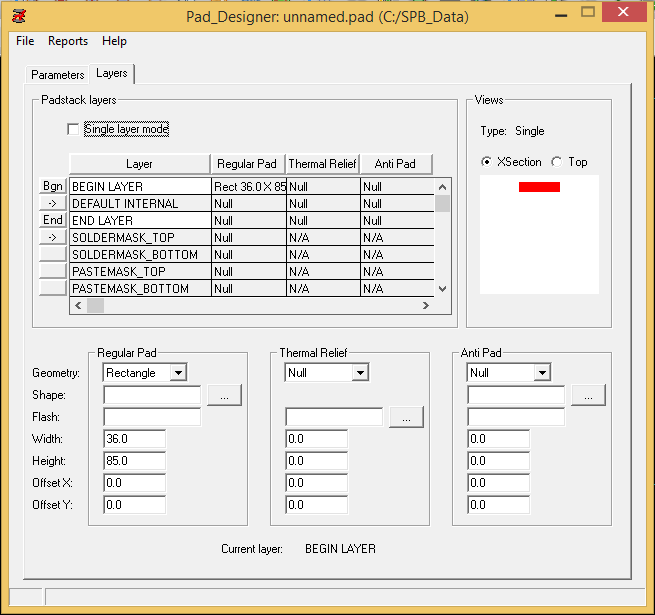 Pad_Designer: unnamed.pad (C:/SPB_Data)
File Reports Help
Parameters Layers
Padstack layers
Single layer mode
Layer Regular Pad Thermal Relief Anti Pad
Bgn BEGIN LAYER Rect 36.0 X 85 Null Null
-> DEFAULT INTERNAL Null Null Null
End END LAYER Null Null Null
-> SOLDERMASK_TOP Null N/A N/A
SOLDERMASK_BOTTOM Null N/A N/A
PASTEMASK_TOP Null N/A N/A
PASTEMASK_BOTTOM Null N/A N/A
Views
Type: Single
XSection Top
Regular Pad Thermal Relief Anti Pad
Geometry: Rectangle Null Null
Shape: ... ...
Flash: ...
Width: 36.0 0.0 0.0
Height: 85.0 0.0 0.0
Offset X: 0.0 0.0 0.0
Offset Y: 0.0 0.0 0.0
Current layer: BEGIN LAYER